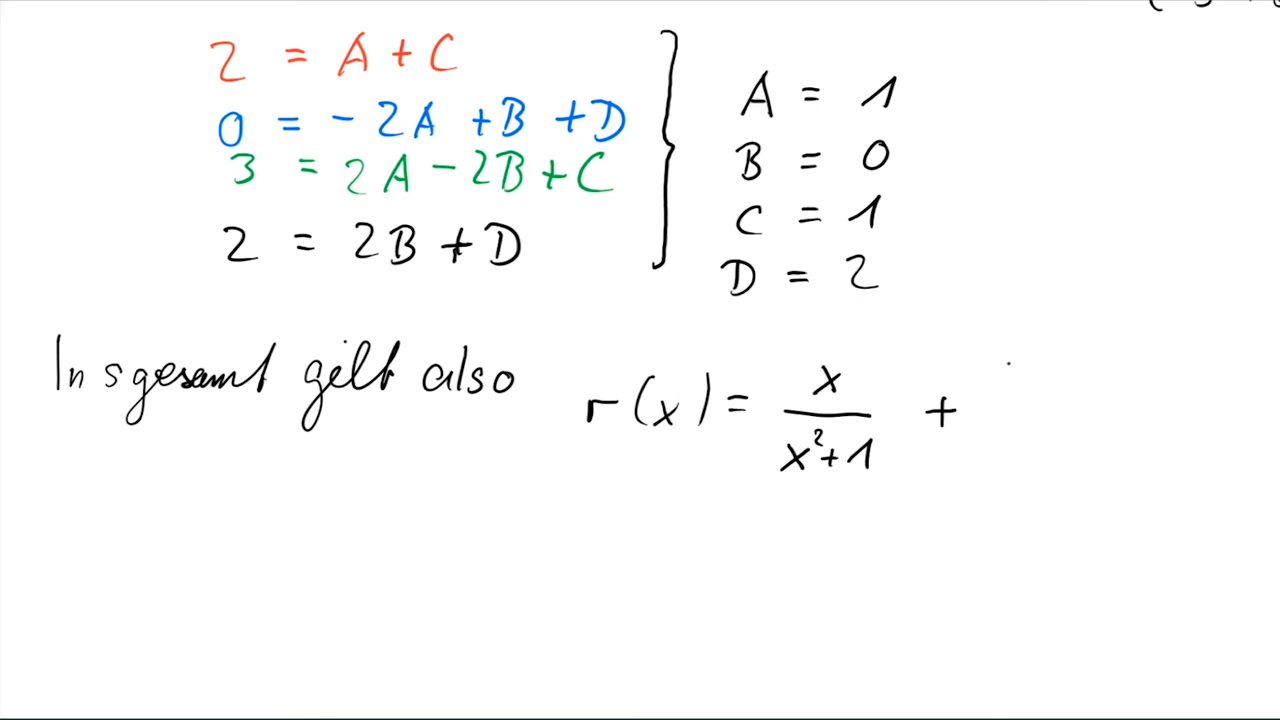 2 = A + C
0 = - 2A + B + D
3 = 2A - 2B + C
2 = 2B + D
A = 1
B = 0
C = 1
D = 2
Insgesamt gilt also r(x) = x/(x²+1) +